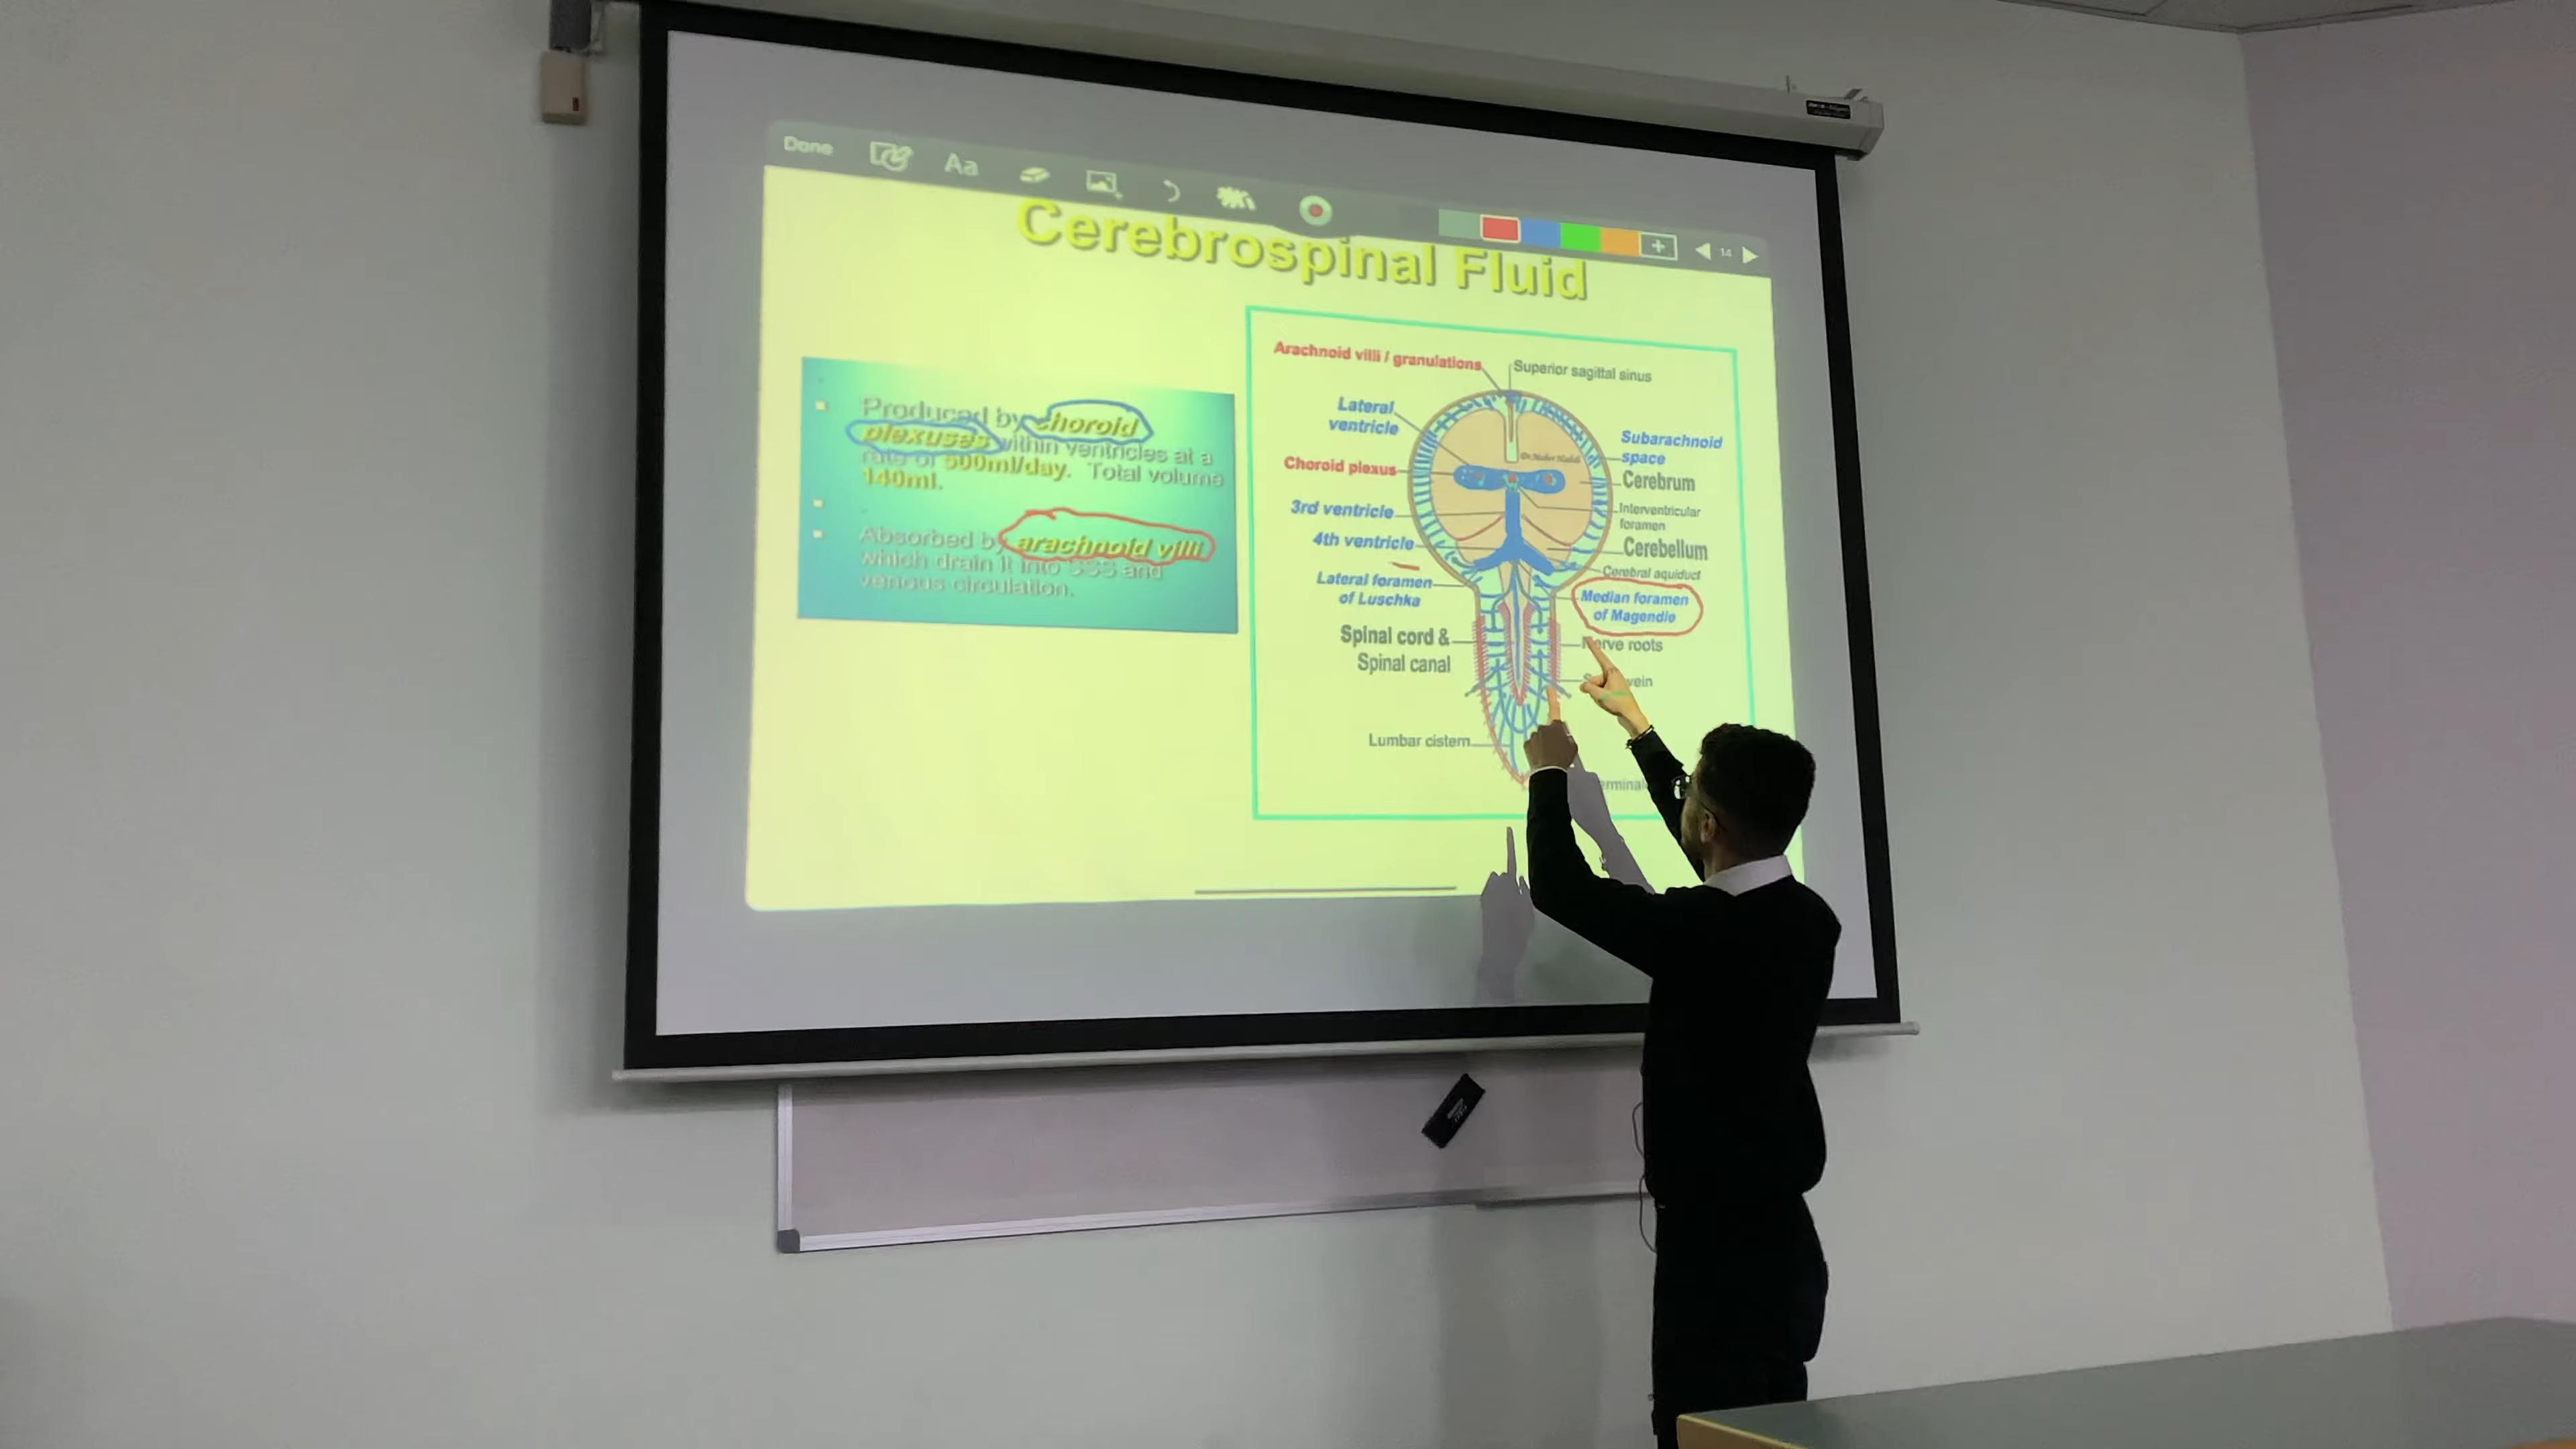 Done
Aa
14
Cerebrospinal Fluid
Produced by choroid
plexuses within ventricles at a
rate of 500ml/day. Total volume
140ml.
Absorbed by arachnoid villi
which drain it into SSS and
venous circulation.
Arachnoid villi / granulations
Superior sagittal sinus
Lateral
ventricle
Subarachnoid
space
Choroid plexus
Cerebrum
3rd ventricle
Interventricular
foramen
4th ventricle
Cerebellum
Cerebral aquiduct
Lateral foramen
of Luschka
Median foramen
of Magendie
Spinal cord &
Spinal canal
Nerve roots
vein
Lumbar cistern